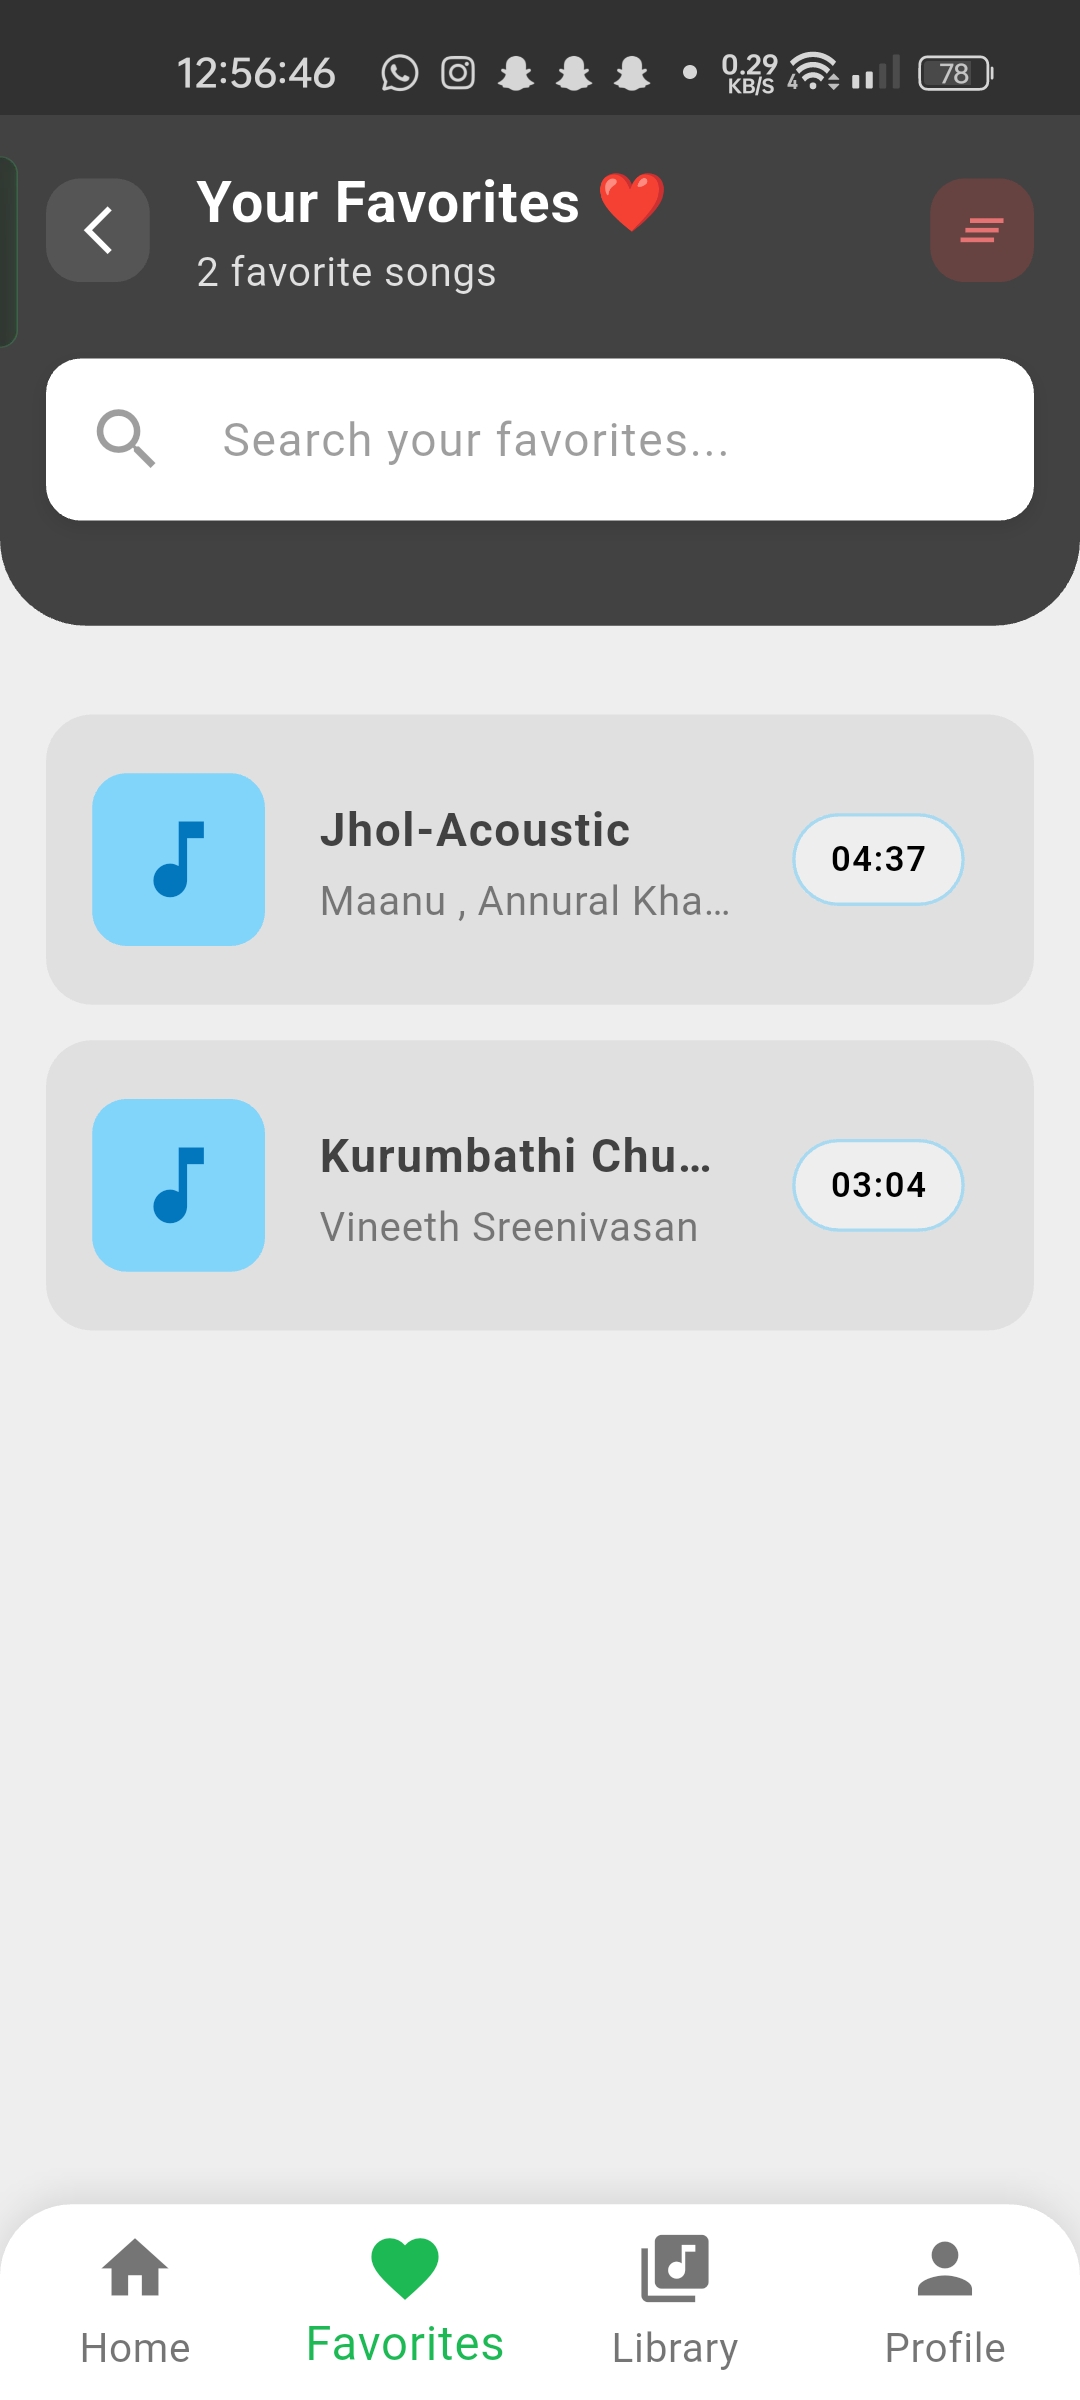 12:56:46
0.29
KB/S
4
78
Your Favorites ❤️
2 favorite songs
Search your favorites...
Jhol-Acoustic
Maanu , Annural Kha...
04:37
Kurumbathi Chu...
Vineeth Sreenivasan
03:04
Home
Favorites
Library
Profile